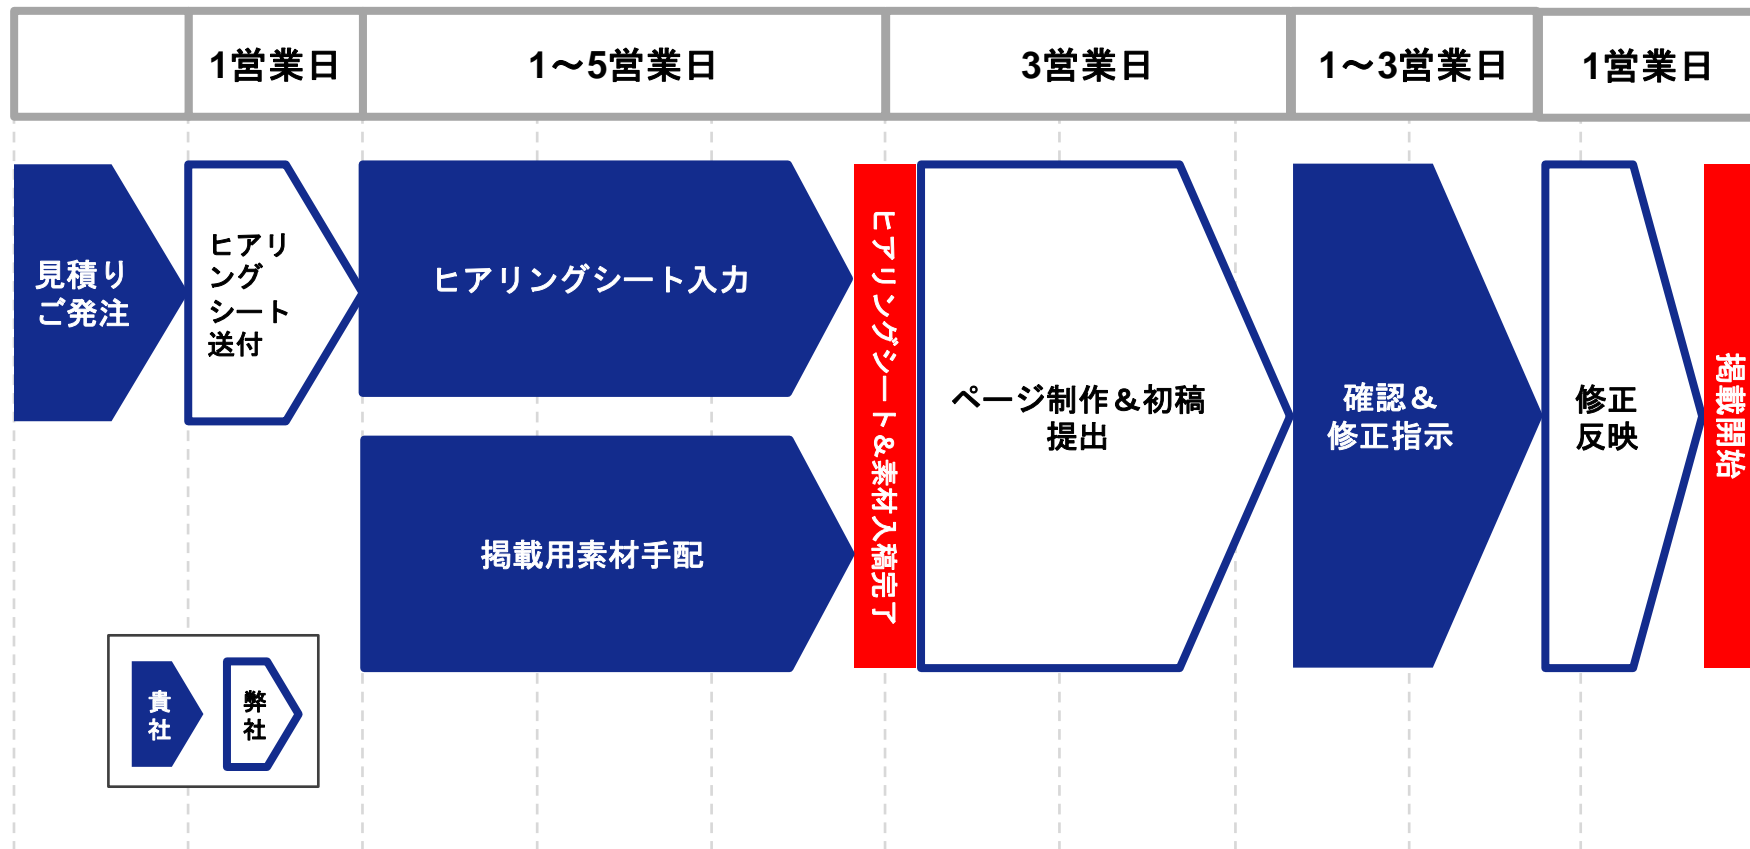 1営業日
1～5営業日
3営業日
1～3営業日
1営業日
見積り
ご発注
ヒアリ
ング
シート
送付
ヒアリングシート入力
掲載用素材手配
ヒアリングシート＆素材入稿完了
ページ制作＆初稿
提出
確認＆
修正指示
修正
反映
掲載開始
貴
社
弊
社